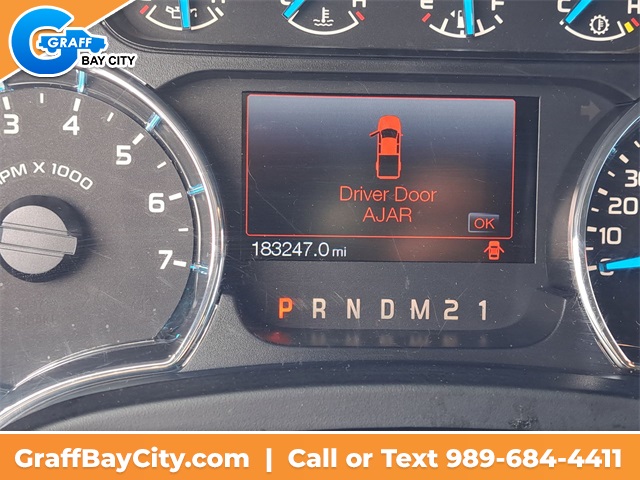 GRAFF
BAY CITY
C H E F C
3 4 5 6 7
RPM X 1000
Driver Door
AJAR
OK
183247.0 mi
P R N D M 2 1
30
20
10
0
GraffBayCity.com | Call or Text 989-684-4411